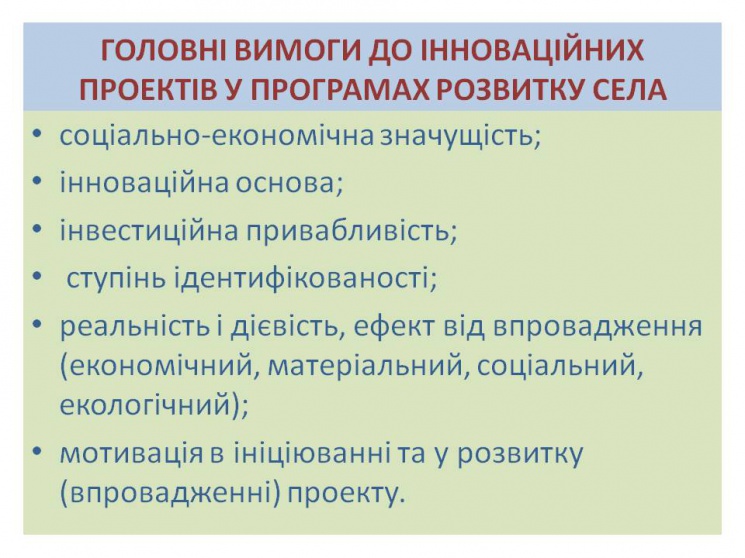 ГОЛОВНІ ВИМОГИ ДО ІННОВАЦІЙНИХ
ПРОЕКТІВ У ПРОГРАМАХ РОЗВИТКУ СЕЛА
• соціально-економічна значущість;
• інноваційна основа;
• інвестиційна привабливість;
• ступінь ідентифікованості;
• реальність і дієвість, ефект від впровадження
(економічний, матеріальний, соціальний,
екологічний);
• мотивація в ініціюванні та у розвитку
(впровадженні) проекту.